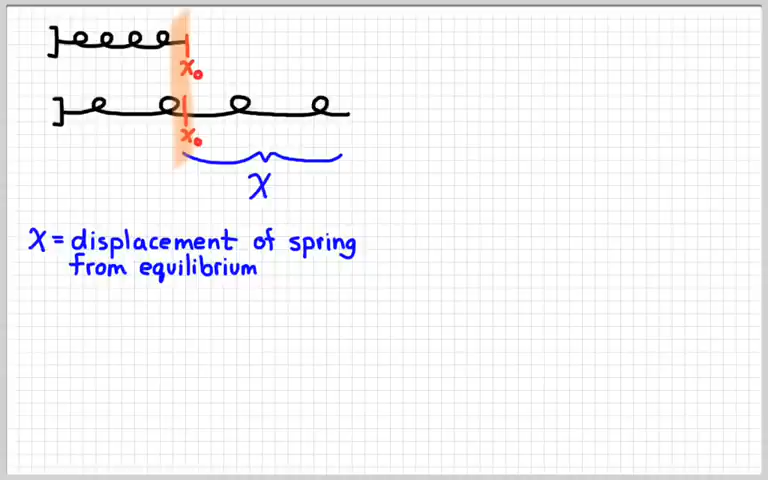 x₀
x₀
x
x = displacement of spring
from equilibrium